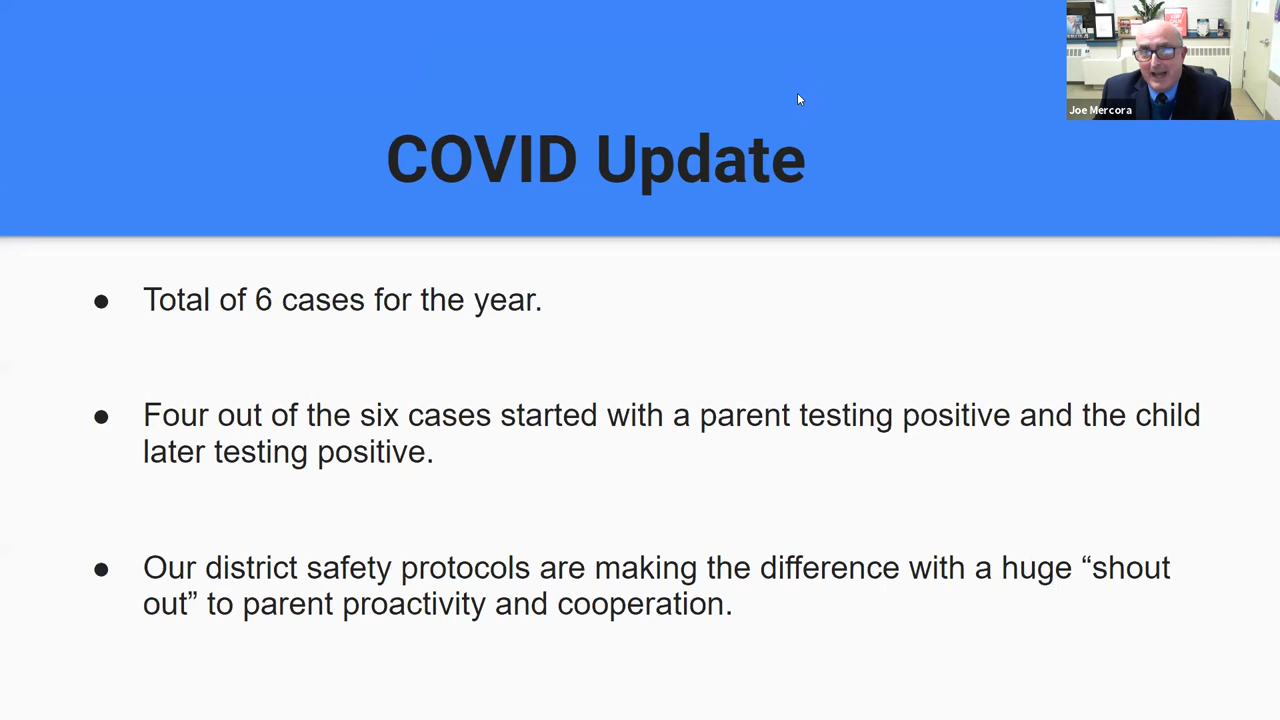 Joe Mercora
COVID Update
● Total of 6 cases for the year.
● Four out of the six cases started with a parent testing positive and the child
later testing positive.
● Our district safety protocols are making the difference with a huge “shout
out” to parent proactivity and cooperation.